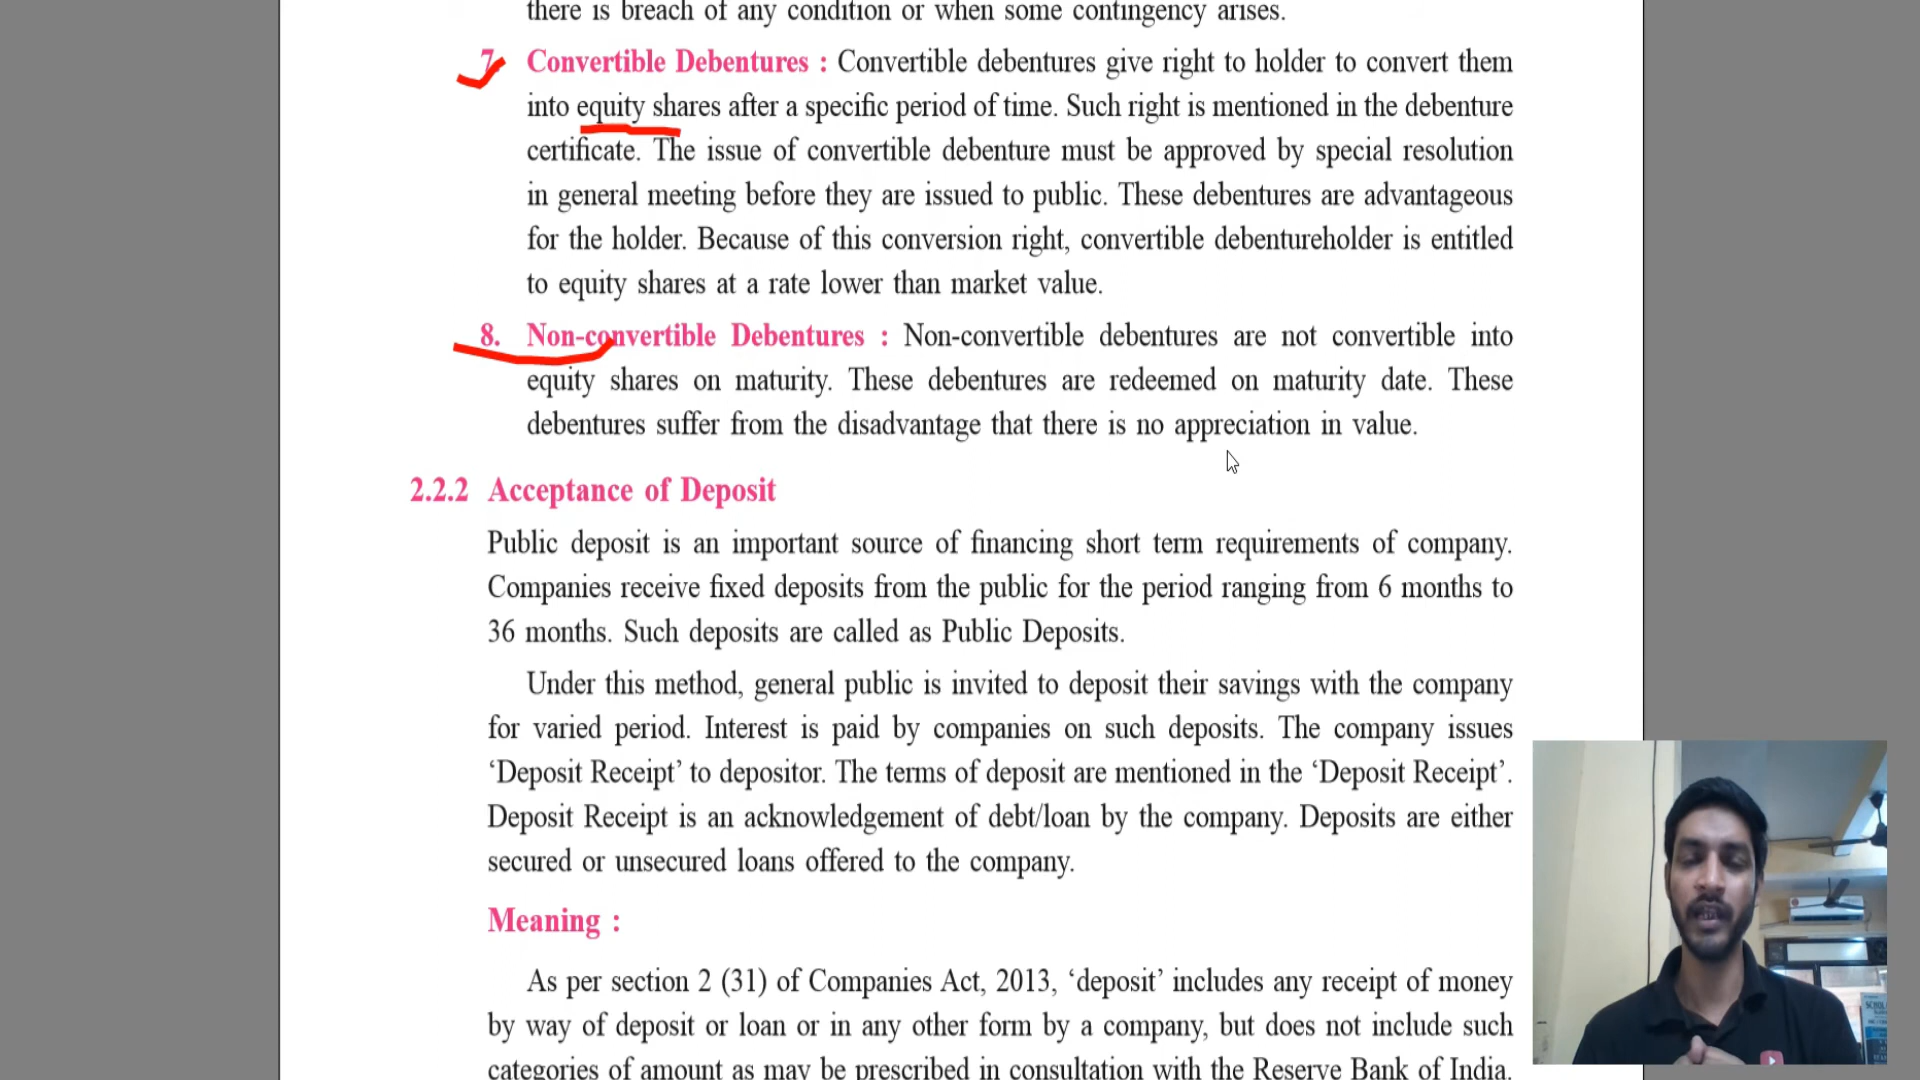 there is breach of any condition or when some contingency arises.
7. Convertible Debentures : Convertible debentures give right to holder to convert them
into equity shares after a specific period of time. Such right is mentioned in the debenture
certificate. The issue of convertible debenture must be approved by special resolution
in general meeting before they are issued to public. These debentures are advantageous
for the holder. Because of this conversion right, convertible debentureholder is entitled
to equity shares at a rate lower than market value.
8. Non-convertible Debentures : Non-convertible debentures are not convertible into
equity shares on maturity. These debentures are redeemed on maturity date. These
debentures suffer from the disadvantage that there is no appreciation in value.
2.2.2 Acceptance of Deposit
Public deposit is an important source of financing short term requirements of company.
Companies receive fixed deposits from the public for the period ranging from 6 months to
36 months. Such deposits are called as Public Deposits.
Under this method, general public is invited to deposit their savings with the company
for varied period. Interest is paid by companies on such deposits. The company issues
‘Deposit Receipt’ to depositor. The terms of deposit are mentioned in the ‘Deposit Receipt’.
Deposit Receipt is an acknowledgement of debt/loan by the company. Deposits are either
secured or unsecured loans offered to the company.
Meaning :
As per section 2 (31) of Companies Act, 2013, ‘deposit’ includes any receipt of money
by way of deposit or loan or in any other form by a company, but does not include such
categories of amount as may be prescribed in consultation with the Reserve Bank of India.